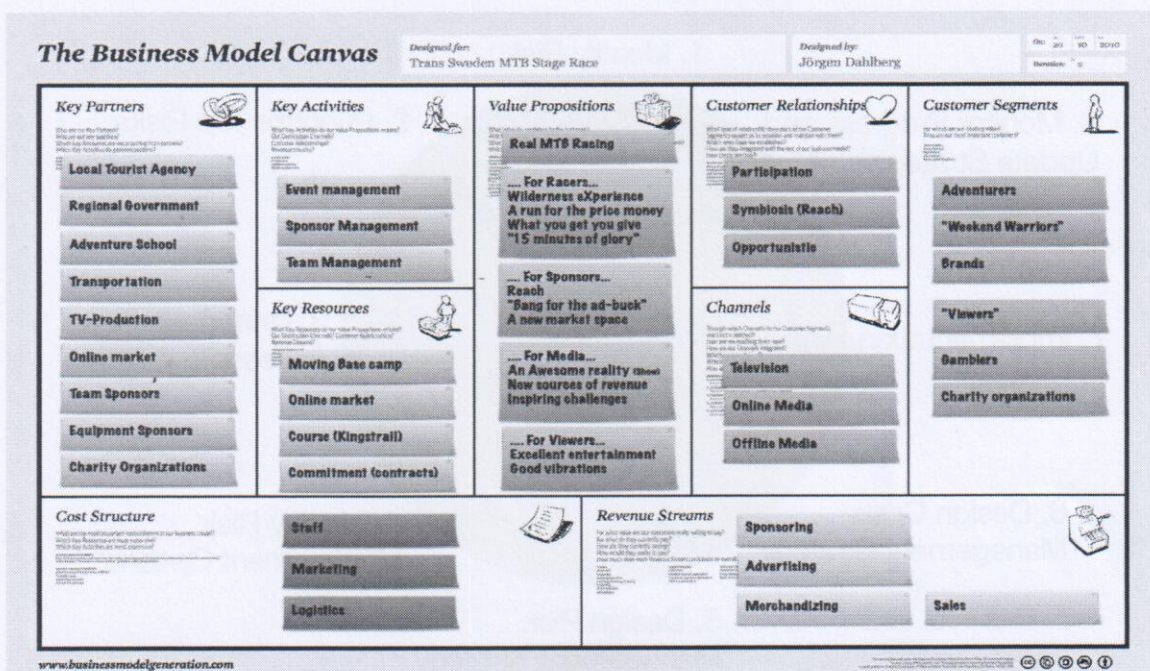 The Business Model Canvas
Designed for:
Trans Sweden MTB Stage Race
Designed by:
Jörgen Dahlberg
On: 20 10 2010
Iteration:
Key Partners
Local Tourist Agency
Regional Government
Adventure School
Transportation
TV-Production
Online market
Team Sponsors
Equipment Sponsors
Charity Organizations
Key Activities
Event management
Sponsor Management
Team Management
Key Resources
Moving Base camp
Online market
Course (Kingstrail)
Commitment (contracts)
Value Propositions
Real MTB Racing
.... For Racers...
Wilderness eXperience
A run for the price money
What you get you give
"15 minutes of glory"
.... For Sponsors...
Reach
"Bang for the ad-buck"
A new market space
.... For Media...
An Awesome reality (Show)
New sources of revenue
Inspiring challenges
.... For Viewers...
Excellent entertainment
Good vibrations
Customer Relationships
Participation
Symbiosis (Reach)
Opportunistic
Channels
Television
Online Media
Offline Media
Customer Segments
Adventurers
"Weekend Warriors"
Brands
"Viewers"
Gamblers
Charity organizations
Cost Structure
Staff
Marketing
Logistics
Revenue Streams
Sponsoring
Advertising
Merchandizing
Sales
www.businessmodelgeneration.com